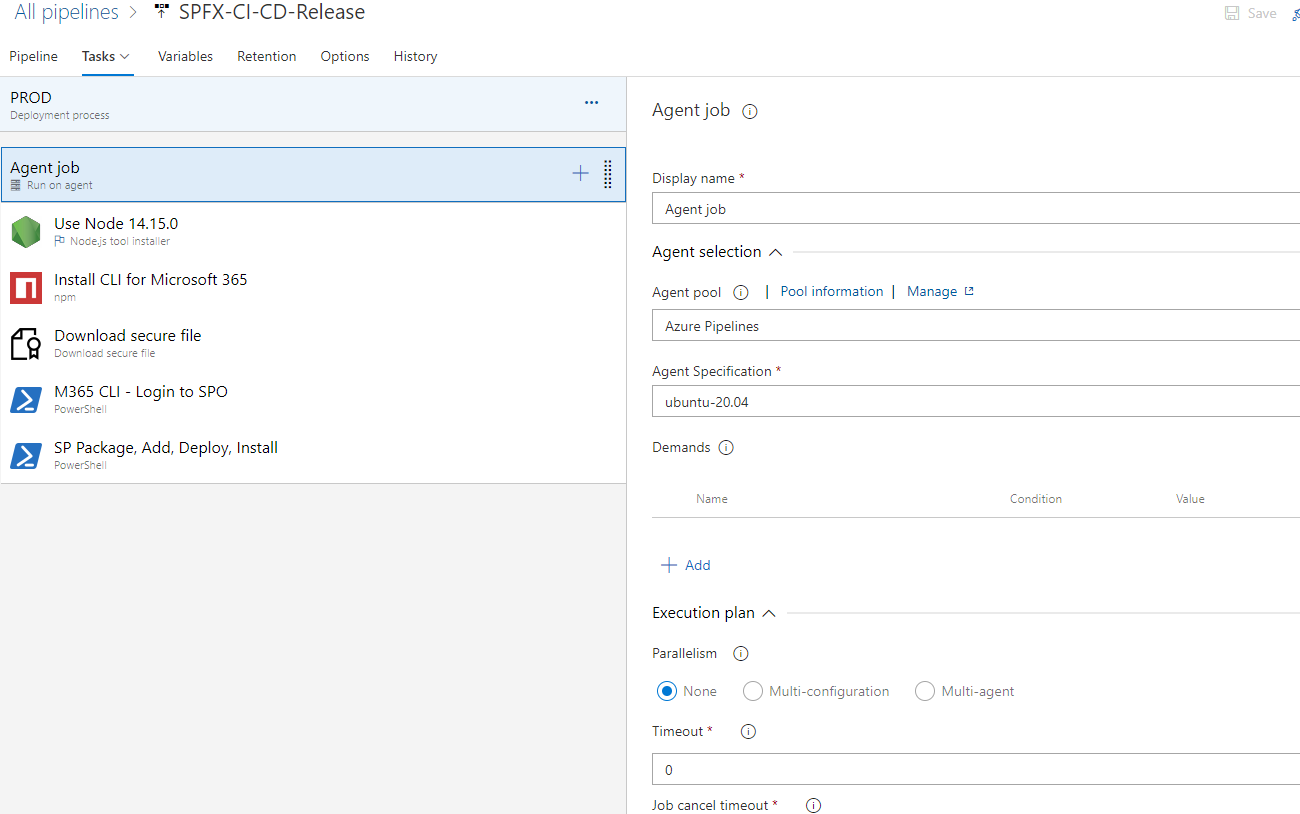 All pipelines > SPFX-CI-CD-Release
Save
Pipeline Tasks Variables Retention Options History
PROD
Deployment process
Agent job
Run on agent
Use Node 14.15.0
Node.js tool installer
Install CLI for Microsoft 365
npm
Download secure file
Download secure file
M365 CLI - Login to SPO
PowerShell
SP Package, Add, Deploy, Install
PowerShell
Agent job
Display name *
Agent job
Agent selection
Agent pool | Pool information | Manage
Azure Pipelines
Agent Specification *
ubuntu-20.04
Demands
Name Condition Value
Add
Execution plan
Parallelism
None Multi-configuration Multi-agent
Timeout *
0
Job cancel timeout *